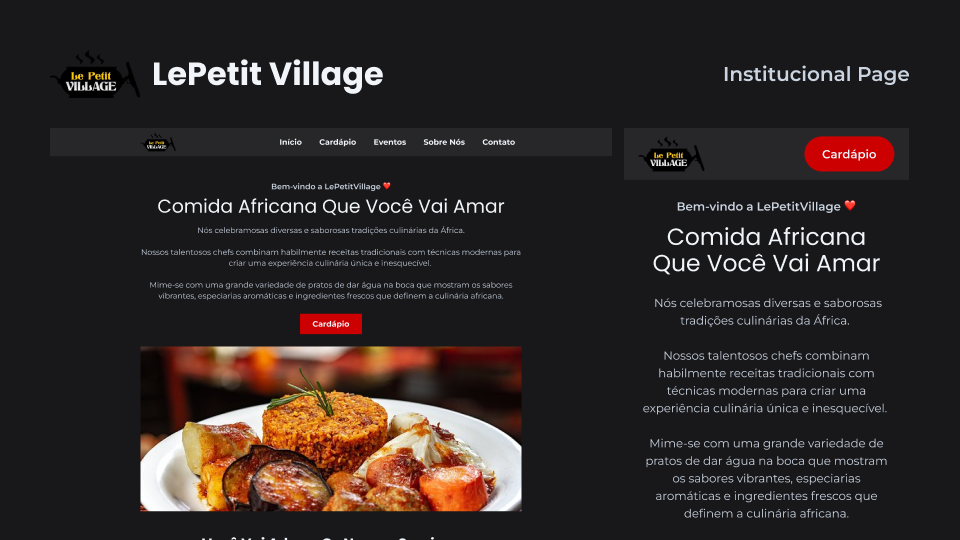 Le Petit
VILLAGE
LePetit Village
Institucional Page
Le Petit
VILLAGE
Início
Cardápio
Eventos
Sobre Nós
Contato
Bem-vindo a LePetitVillage ❤️
Comida Africana Que Você Vai Amar
Nós celebramosas diversas e saborosas tradições culinárias da África.
Nossos talentosos chefs combinam habilmente receitas tradicionais com técnicas modernas para
criar uma experiência culinária única e inesquecível.
Mime-se com uma grande variedade de pratos de dar água na boca que mostram os sabores
vibrantes, especiarias aromáticas e ingredientes frescos que definem a culinária africana.
Cardápio
Le Petit
VILLAGE
Cardápio
Bem-vindo a LePetitVillage ❤️
Comida Africana
Que Você Vai Amar
Nós celebramosas diversas e saborosas
tradições culinárias da África.
Nossos talentosos chefs combinam
habilmente receitas tradicionais com
técnicas modernas para criar uma
experiência culinária única e inesquecível.
Mime-se com uma grande variedade de
pratos de dar água na boca que mostram
os sabores vibrantes, especiarias
aromáticas e ingredientes frescos que
definem a culinária africana.